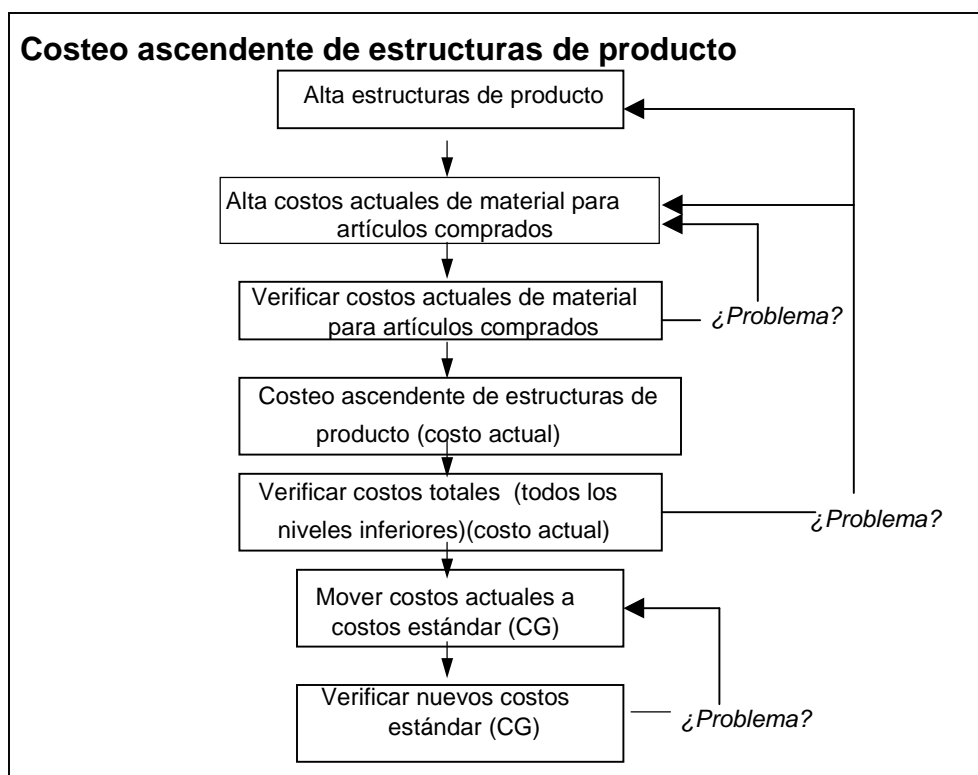 Costeo ascendente de estructuras de producto
Alta estructuras de producto
Alta costos actuales de material para
artículos comprados
Verificar costos actuales de material
para artículos comprados
¿Problema?
Costeo ascendente de estructuras de
producto (costo actual)
Verificar costos totales (todos los
niveles inferiores)(costo actual)
¿Problema?
Mover costos actuales a
costos estándar (CG)
Verificar nuevos costos
estándar (CG)
¿Problema?